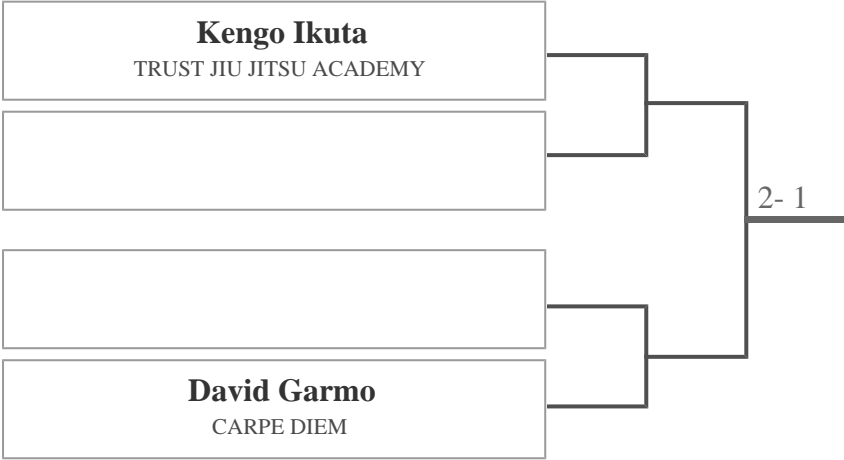 Kengo Ikuta
TRUST JIU JITSU ACADEMY
2- 1
David Garmo
CARPE DIEM